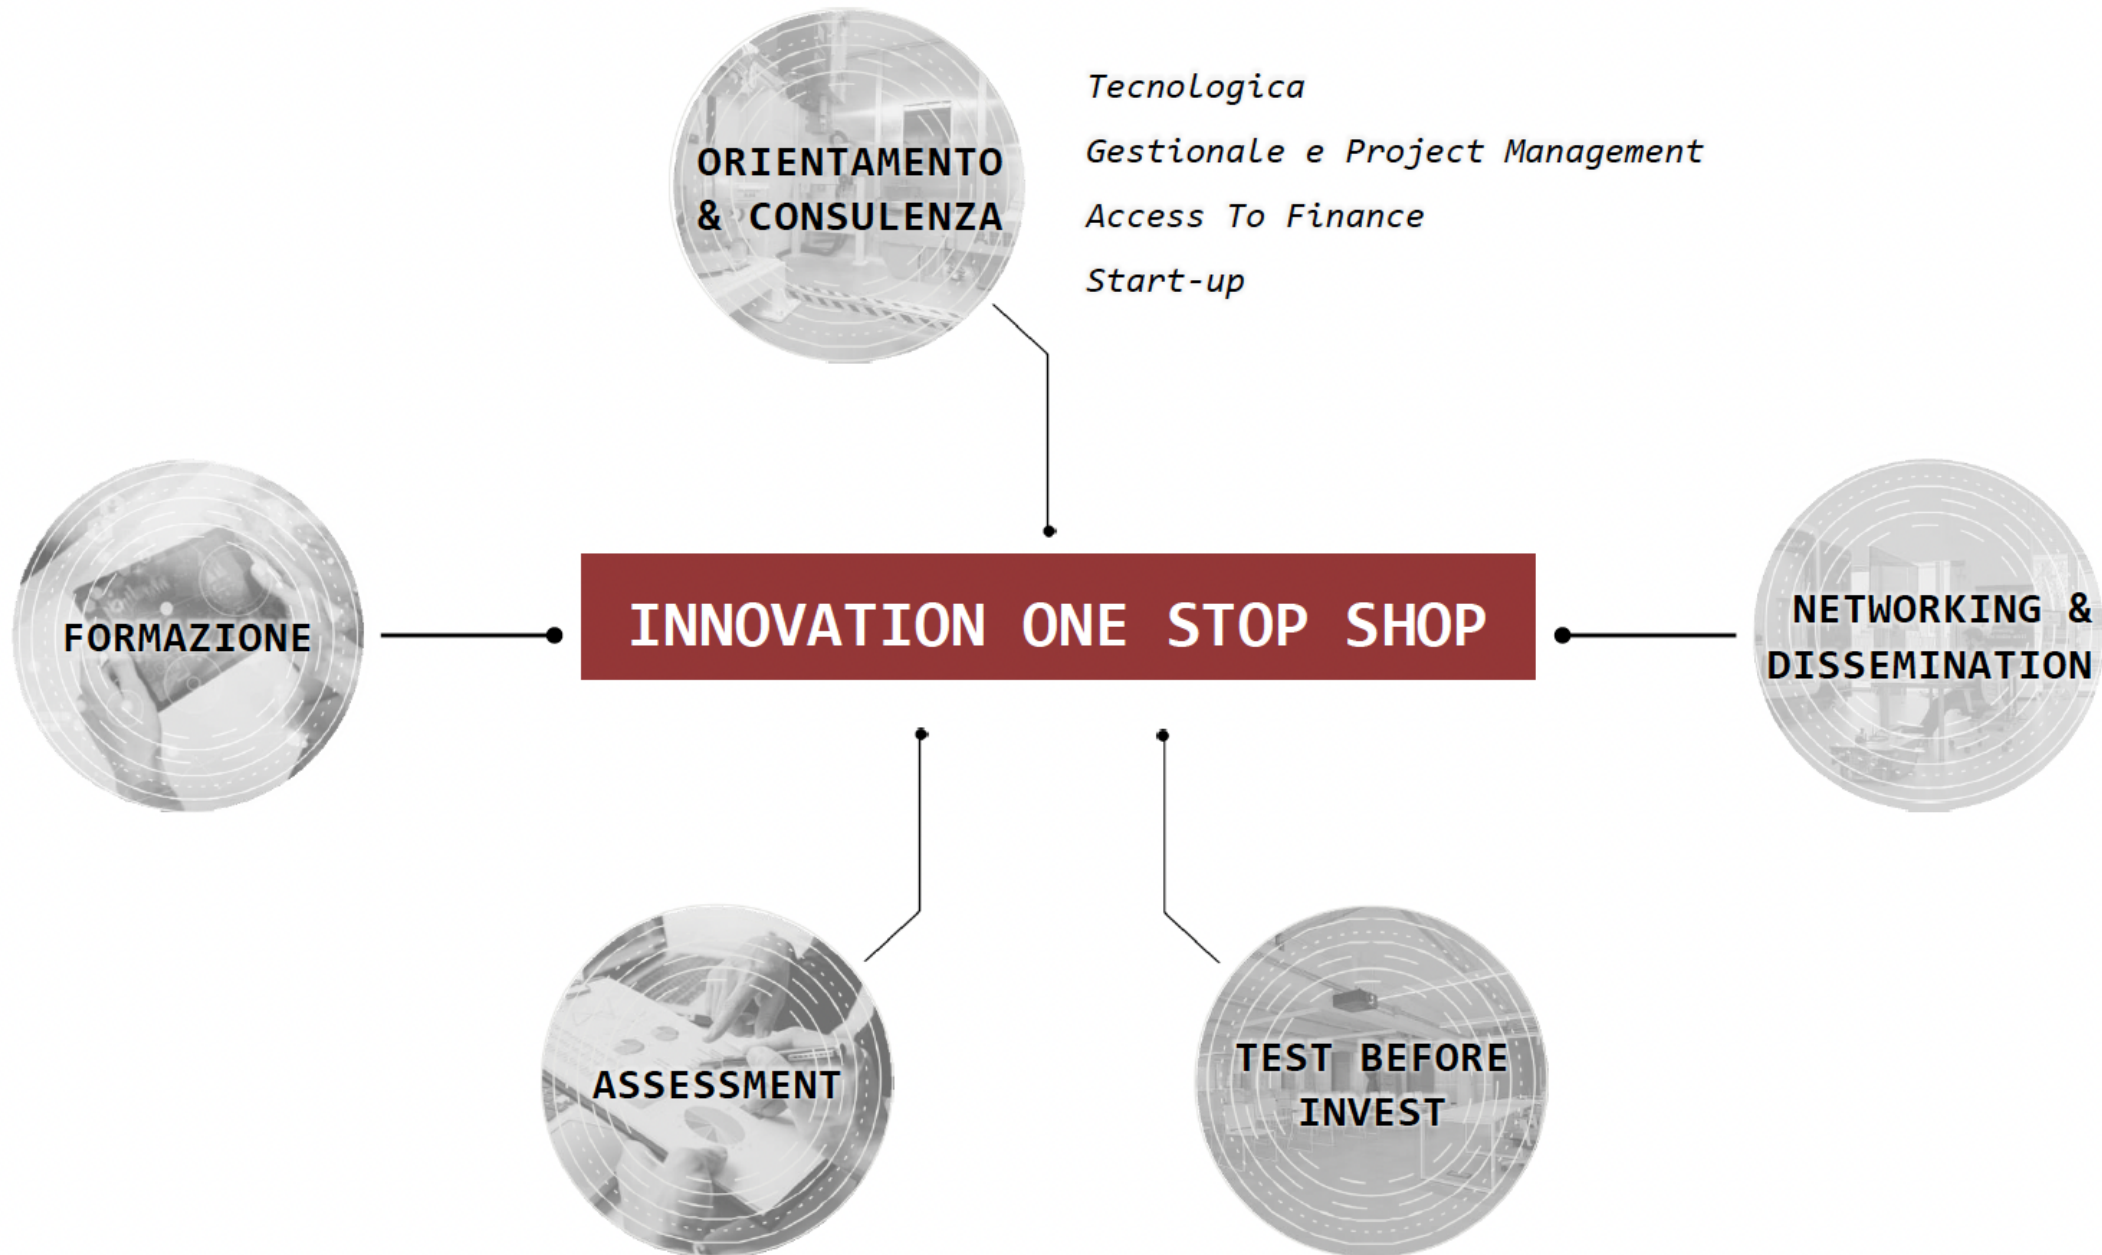 ORIENTAMENTO
& CONSULENZA
Tecnologica
Gestionale e Project Management
Access To Finance
Start-up
FORMAZIONE
INNOVATION ONE STOP SHOP
NETWORKING &
DISSEMINATION
ASSESSMENT
TEST BEFORE
INVEST